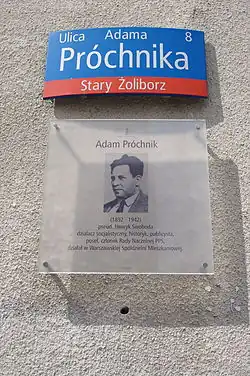 Ulica Adama 8
Próchnika
Stary Żoliborz
Adam Próchnik
(1892 - 1942)
pseud. Henryk Swoboda
działacz socjalistyczny, historyk, publicysta,
poseł, członek Rady Naczelnej PPS,
działał w Warszawskiej Spółdzielni Mieszkaniowej